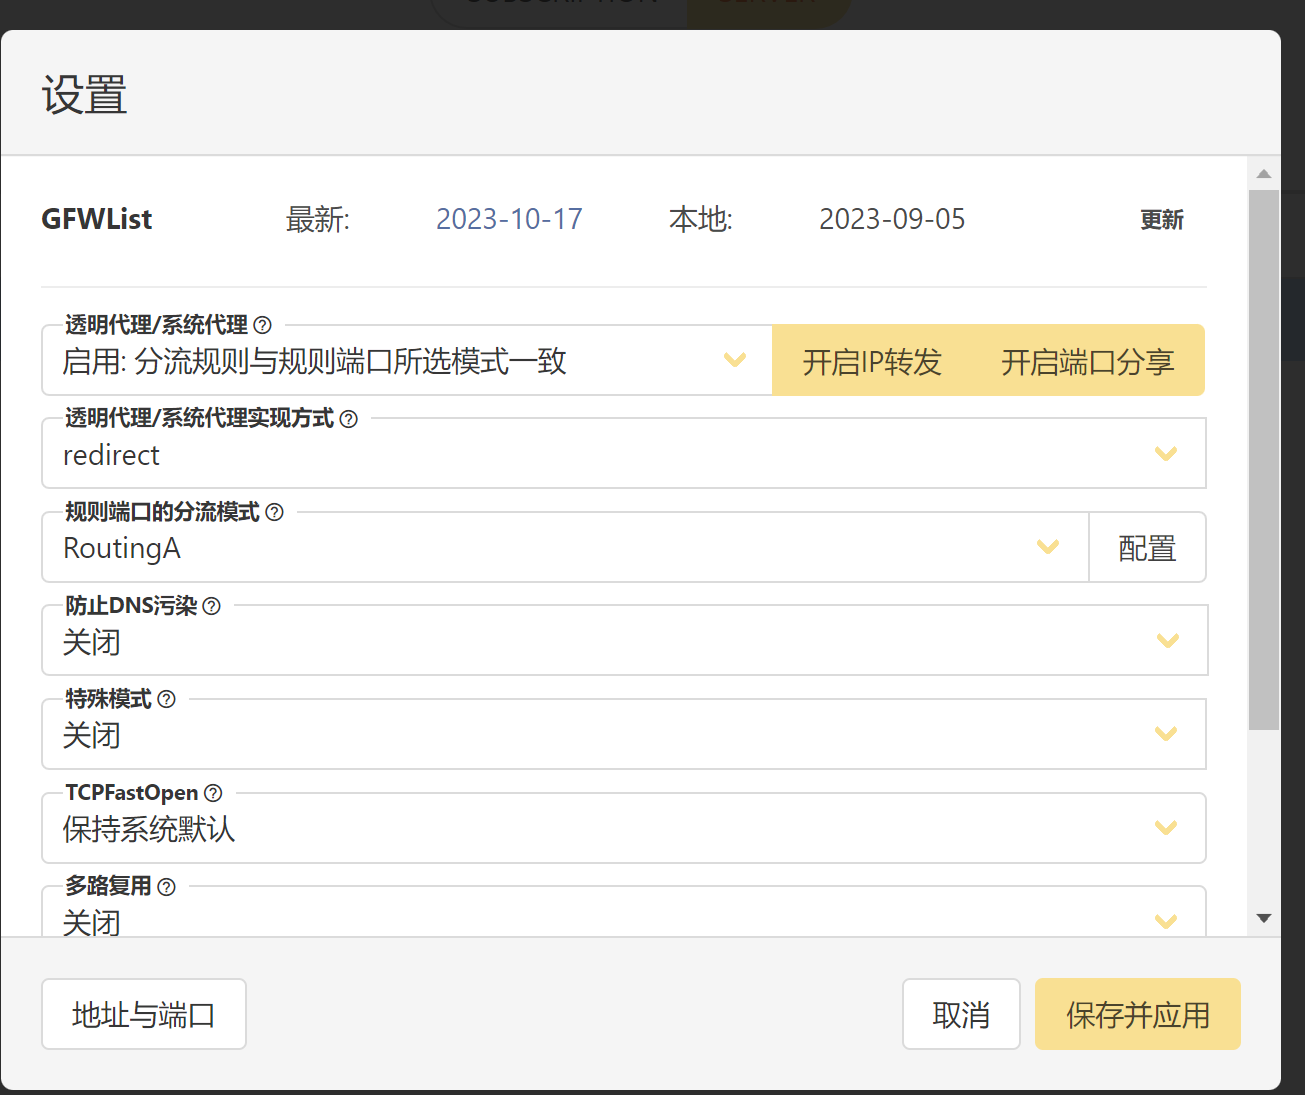 设置
GFWList 最新: 2023-10-17 本地: 2023-09-05 更新
透明代理/系统代理
启用: 分流规则与规则端口所选模式一致 开启IP转发 开启端口分享
透明代理/系统代理实现方式
redirect
规则端口的分流模式
RoutingA 配置
防止DNS污染
关闭
特殊模式
关闭
TCPFastOpen
保持系统默认
多路复用
关闭
地址与端口 取消 保存并应用